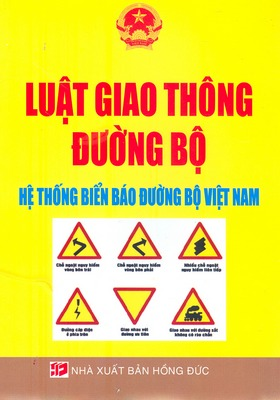 LUẬT GIAO THÔNG
ĐƯỜNG BỘ
HỆ THỐNG BIỂN BÁO ĐƯỜNG BỘ VIỆT NAM
Chỗ ngoặt nguy hiểm
vòng bên trái
Chỗ ngoặt nguy hiểm
vòng bên phải
Nhiều chỗ ngoặt
nguy hiểm liên tiếp
Đường cáp điện
ở phía trên
Giao nhau với
đường ưu tiên
Giao nhau với đường sắt
không có rào chắn
NHÀ XUẤT BẢN HỒNG ĐỨC